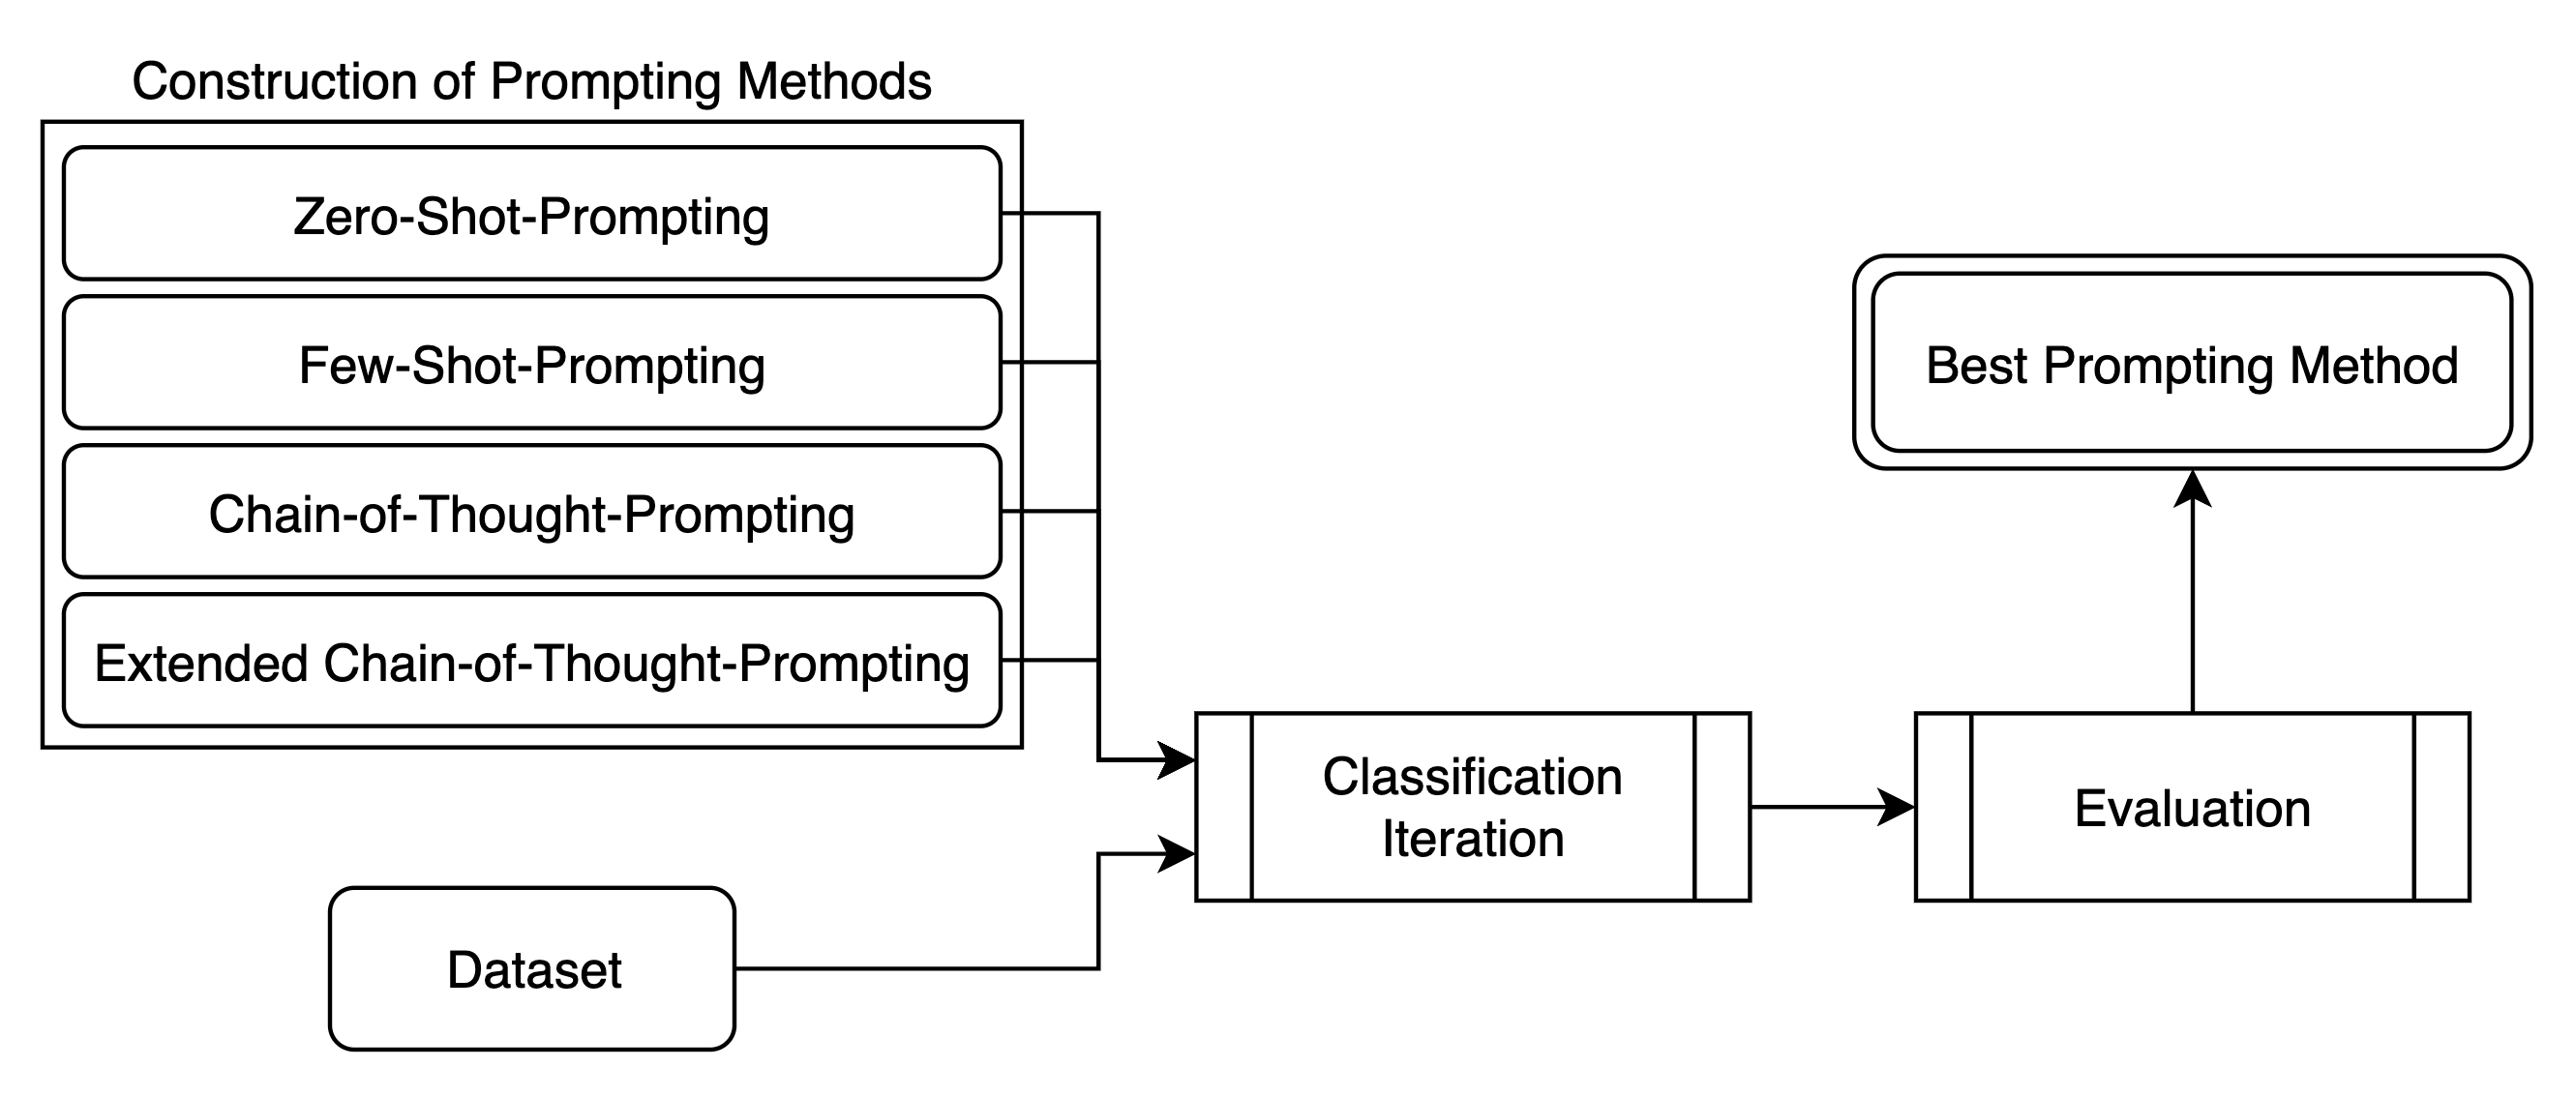 Construction of Prompting Methods
Zero-Shot-Prompting
Few-Shot-Prompting
Chain-of-Thought-Prompting
Extended Chain-of-Thought-Prompting
Dataset
Classification
Iteration
Evaluation
Best Prompting Method